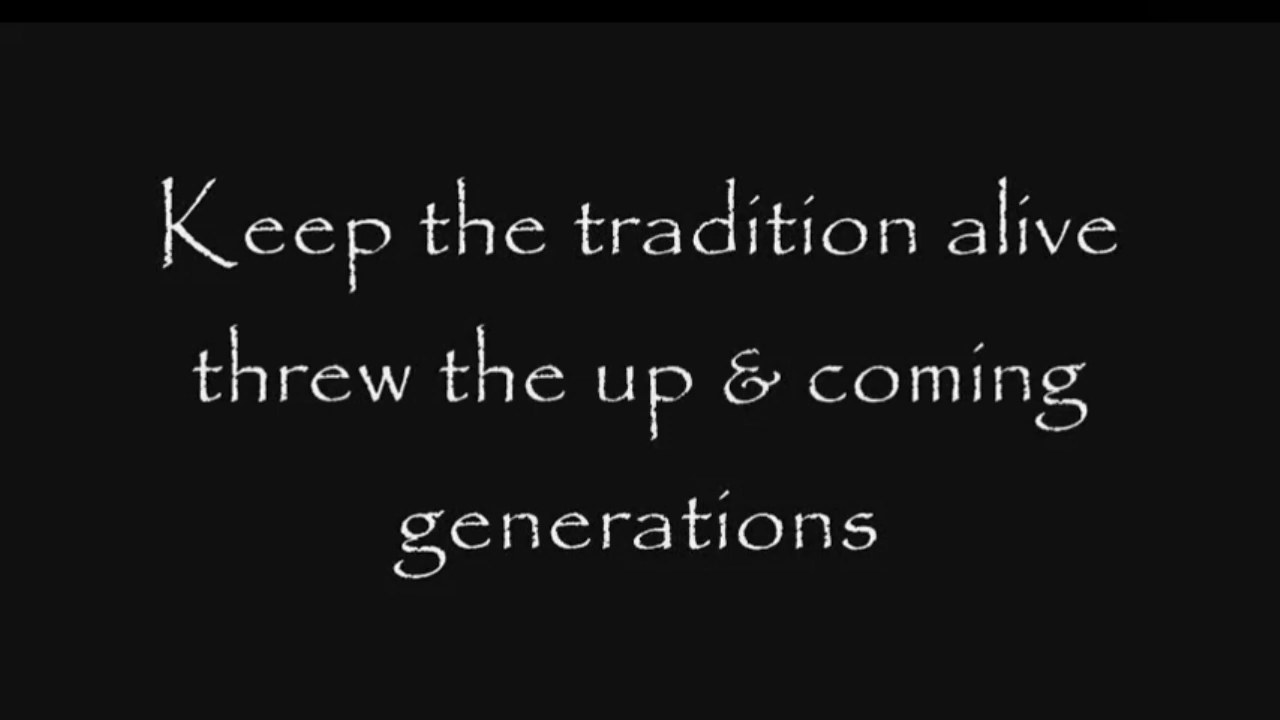 Keep the tradition alive
threw the up & coming
generations